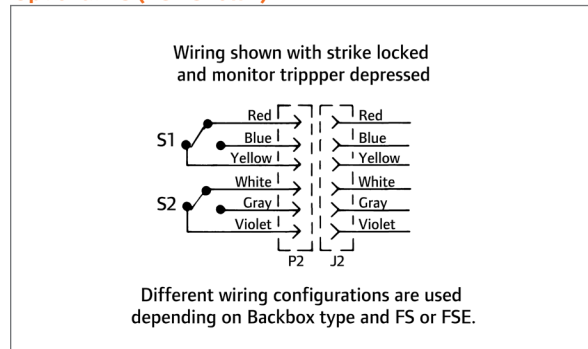 Wiring shown with strike locked
and monitor trippper depressed
Red Red
S1 Blue Blue
Yellow Yellow
White White
S2 Gray Gray
Violet Violet
P2 J2
Different wiring configurations are used
depending on Backbox type and FS or FSE.